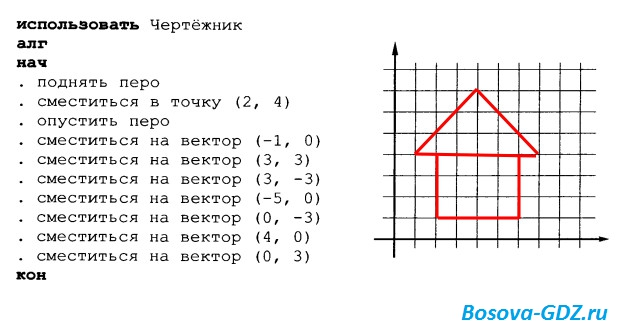 использовать Чертёжник
алг
нач
. поднять перо
. сместиться в точку (2, 4)
. опустить перо
. сместиться на вектор (-1, 0)
. сместиться на вектор (3, 3)
. сместиться на вектор (3, -3)
. сместиться на вектор (-5, 0)
. сместиться на вектор (0, -3)
. сместиться на вектор (4, 0)
. сместиться на вектор (0, 3)
кон
Bosova-GDZ.ru